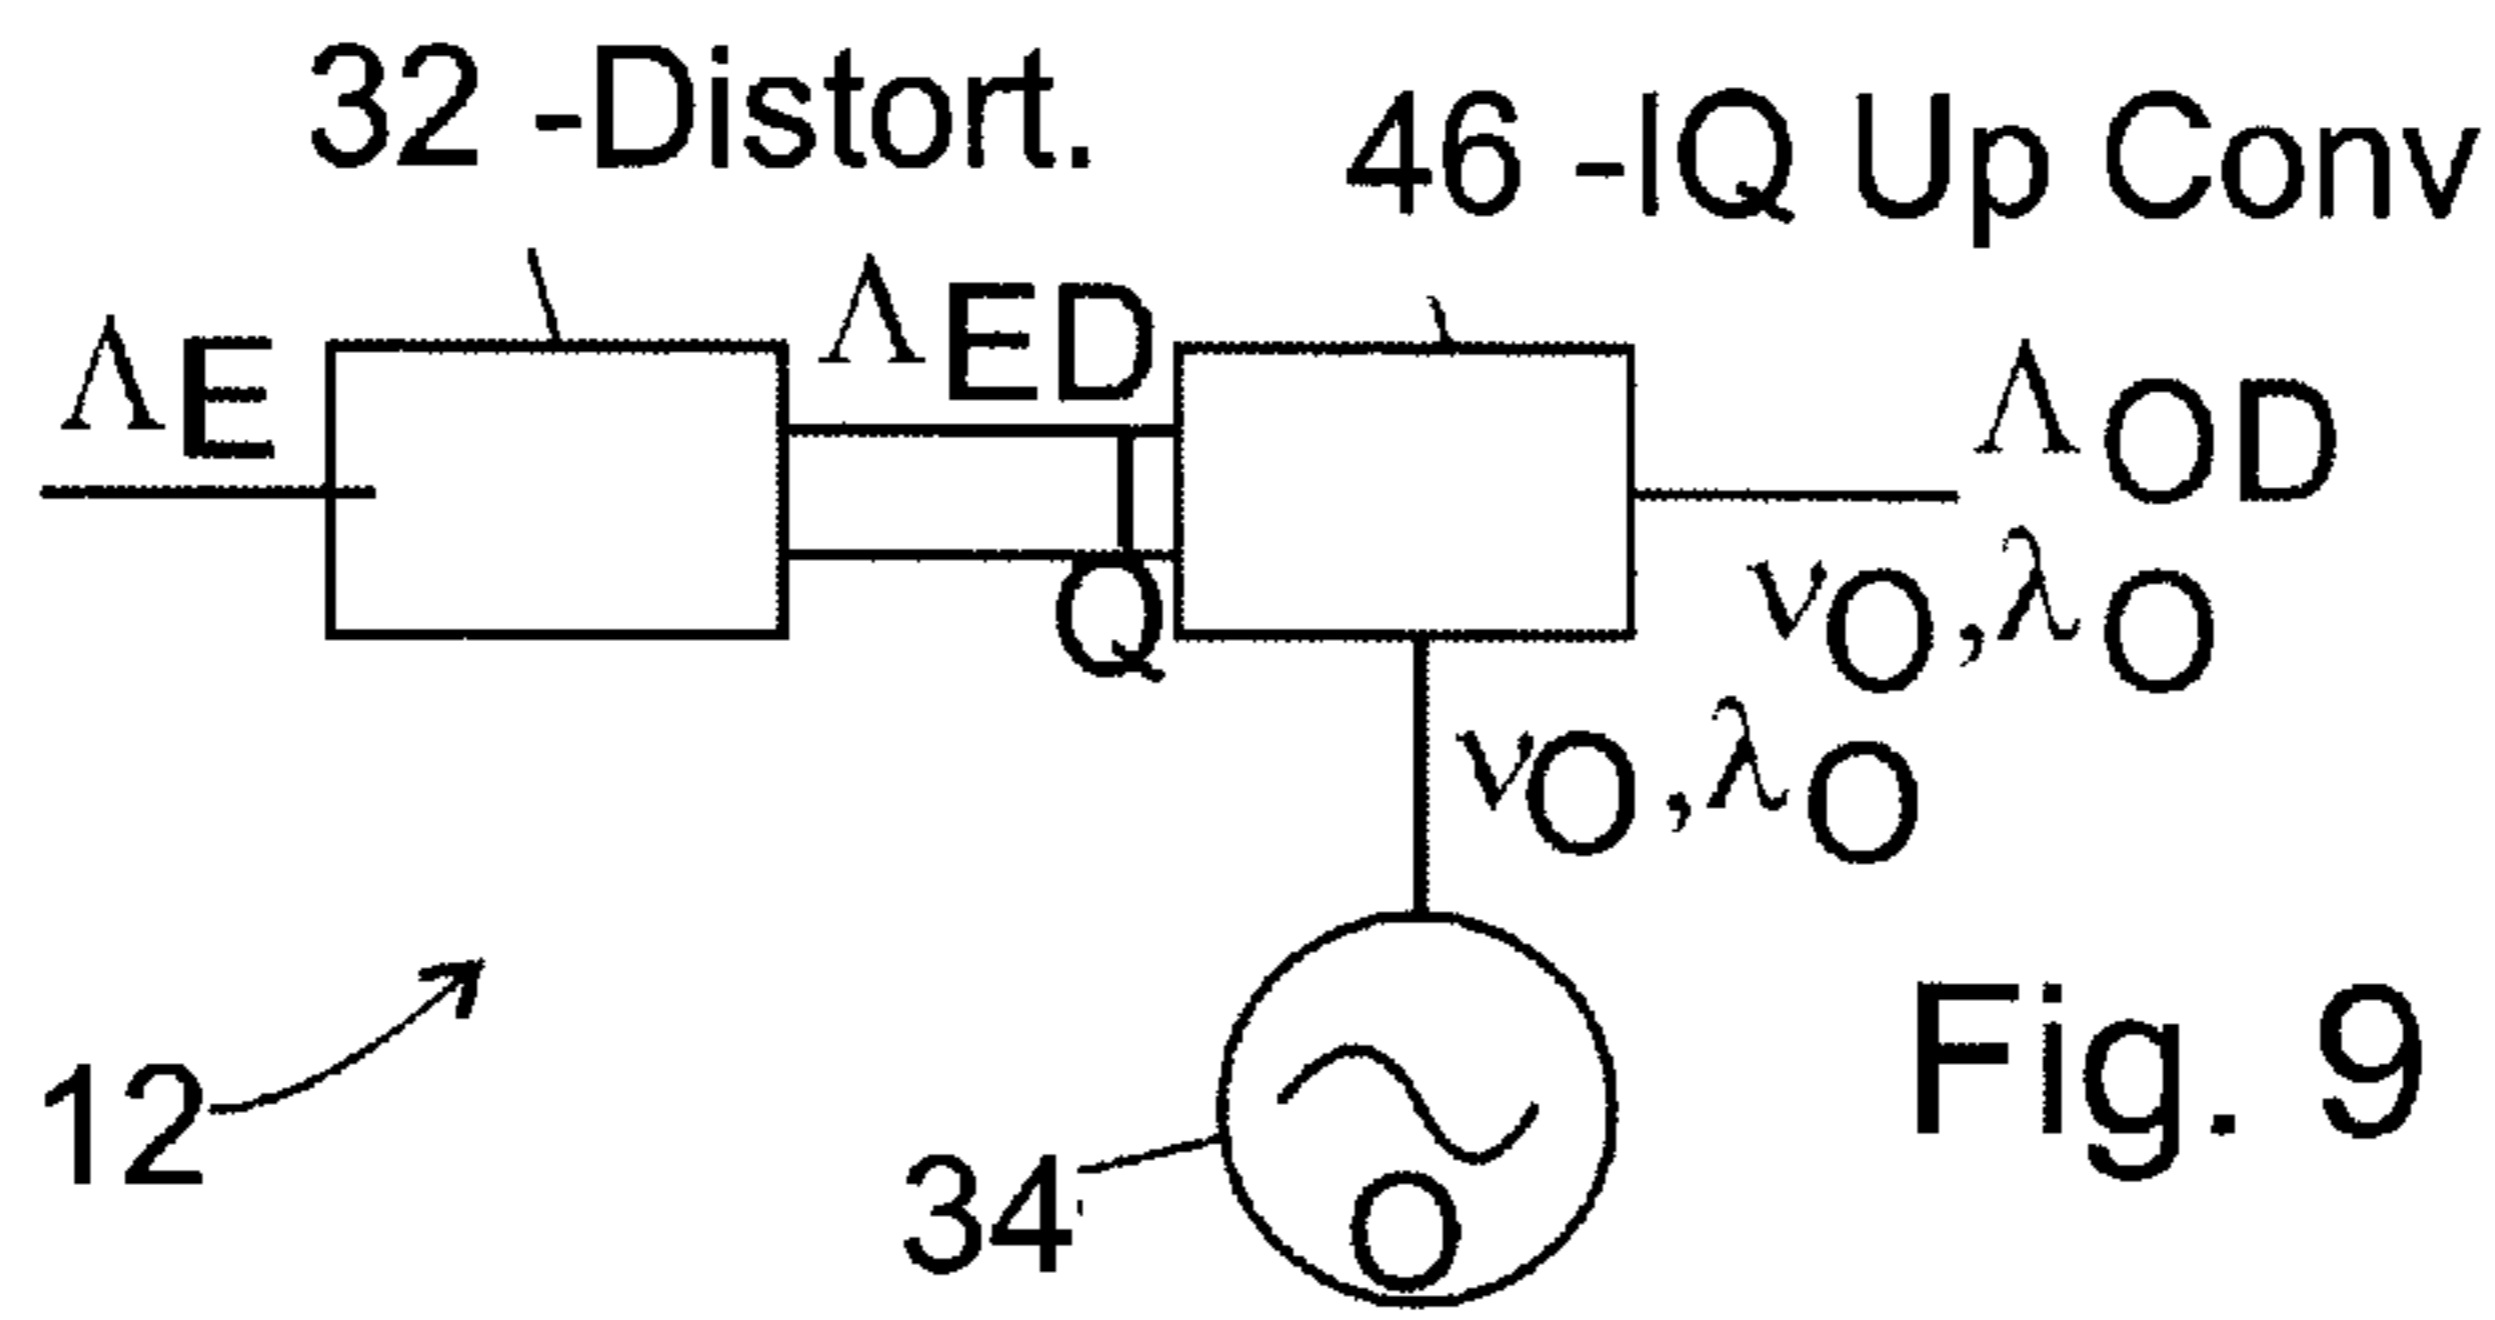 32 -Distort.
46 -IQ Up Conv
ΛE
ΛED
ΛOD
I
Q
νO,λO
νO,λO
12
34
O
Fig. 9